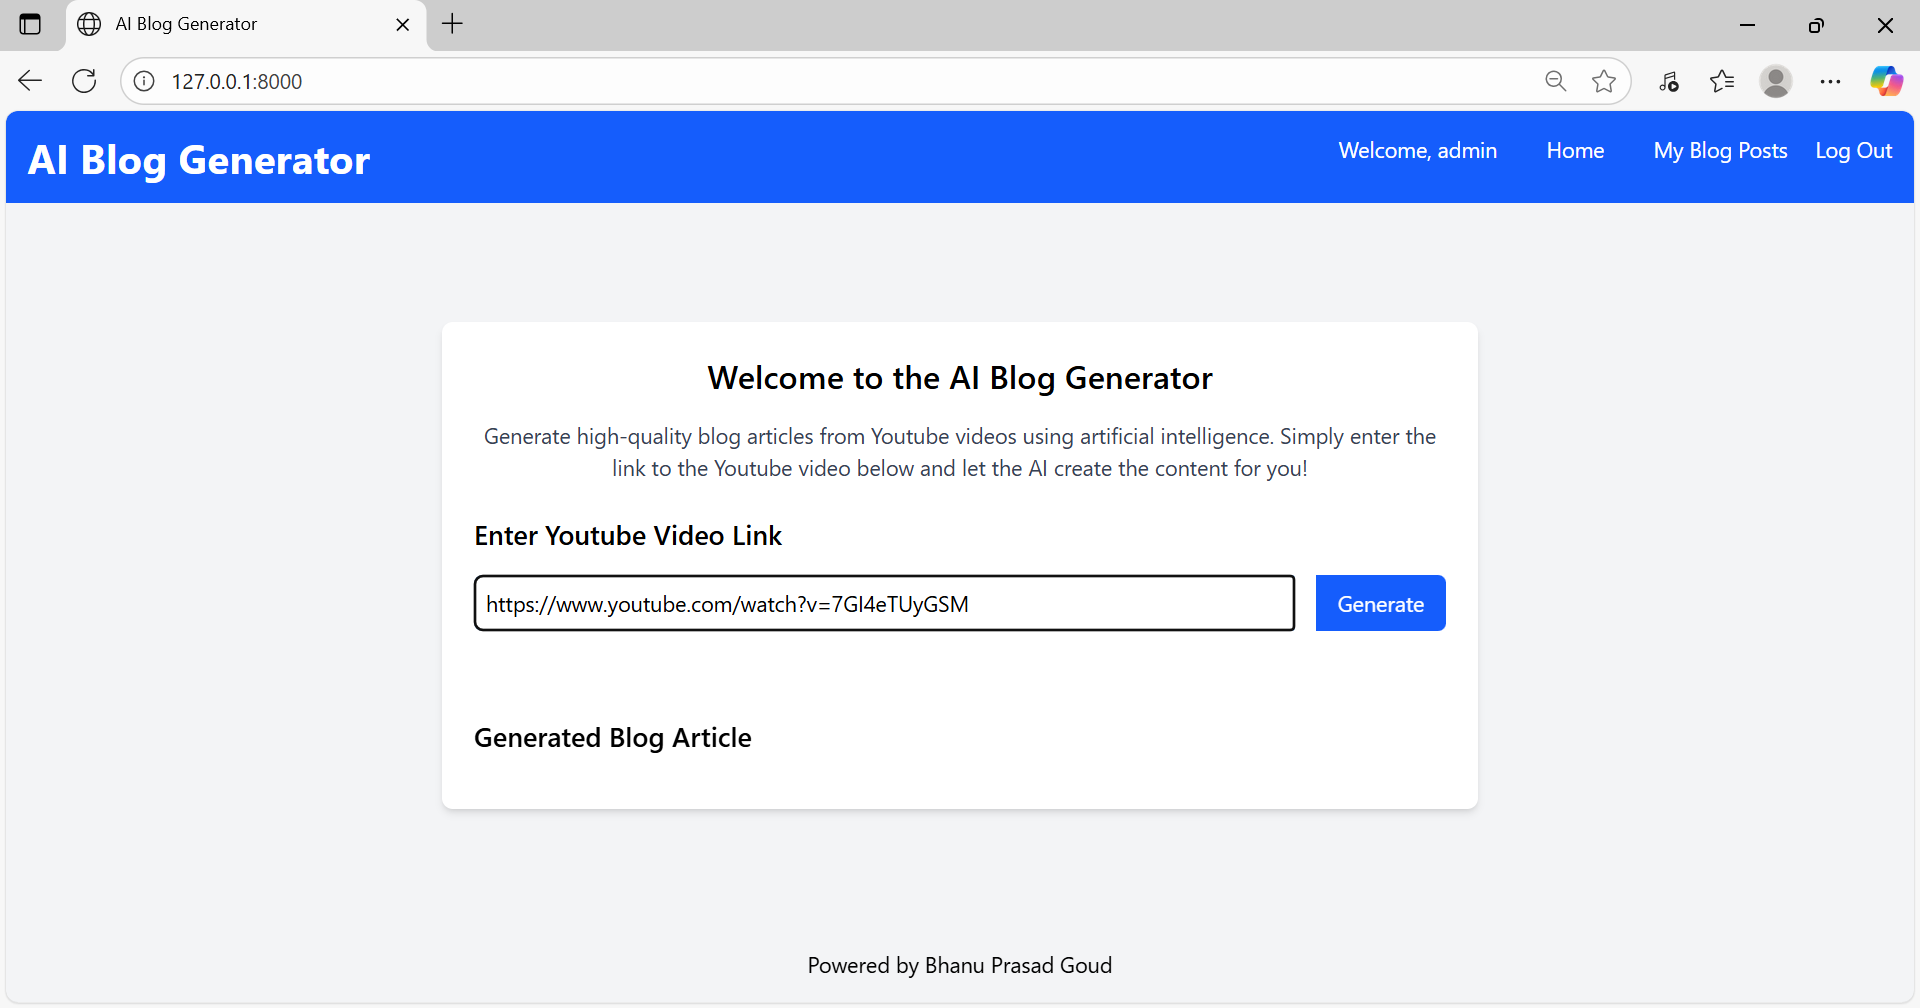 AI Blog Generator
127.0.0.1:8000
AI Blog Generator
Welcome, admin
Home
My Blog Posts
Log Out
Welcome to the AI Blog Generator
Generate high-quality blog articles from Youtube videos using artificial intelligence. Simply enter the
link to the Youtube video below and let the AI create the content for you!
Enter Youtube Video Link
https://www.youtube.com/watch?v=7GI4eTUyGSM
Generate
Generated Blog Article
Powered by Bhanu Prasad Goud